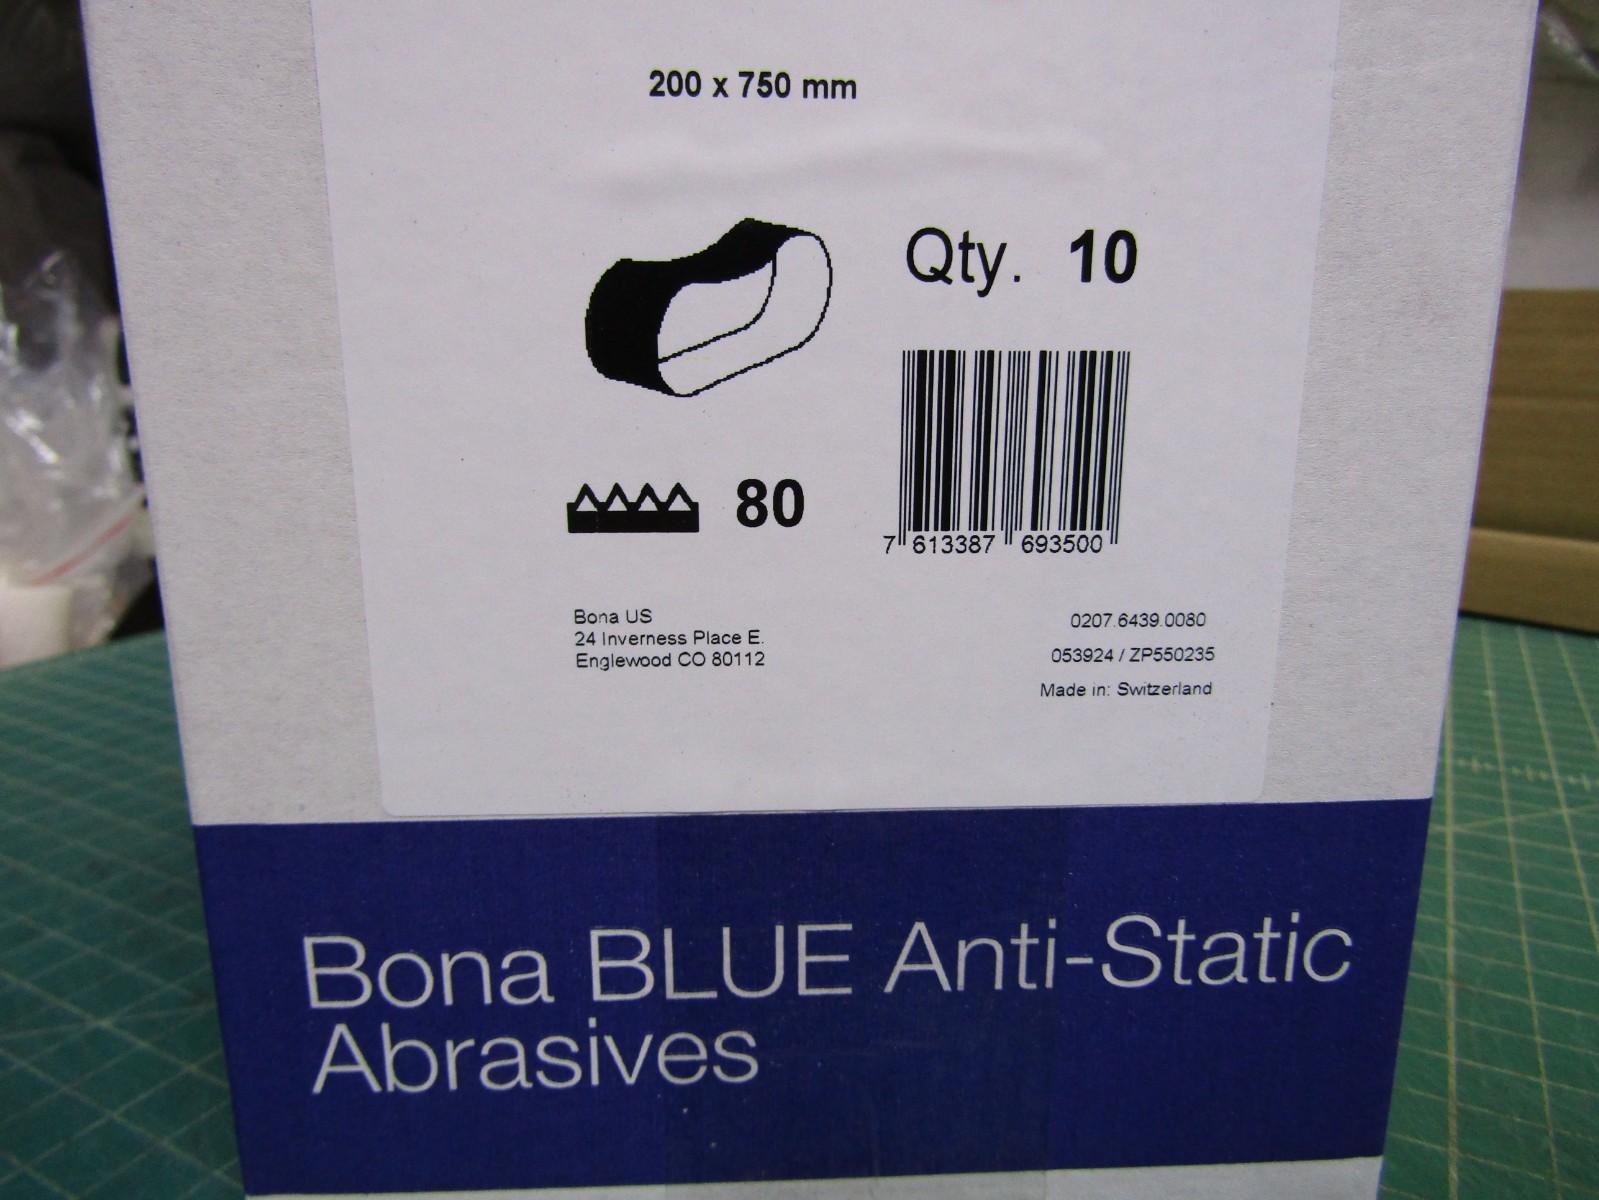 200 x 750 mm
Qty. 10
80
7 613387 693500
Bona US
24 Inverness Place E.
Englewood CO 80112
0207.6439.0080
053924 / ZP550235
Made in: Switzerland
Bona BLUE Anti-Static
Abrasives